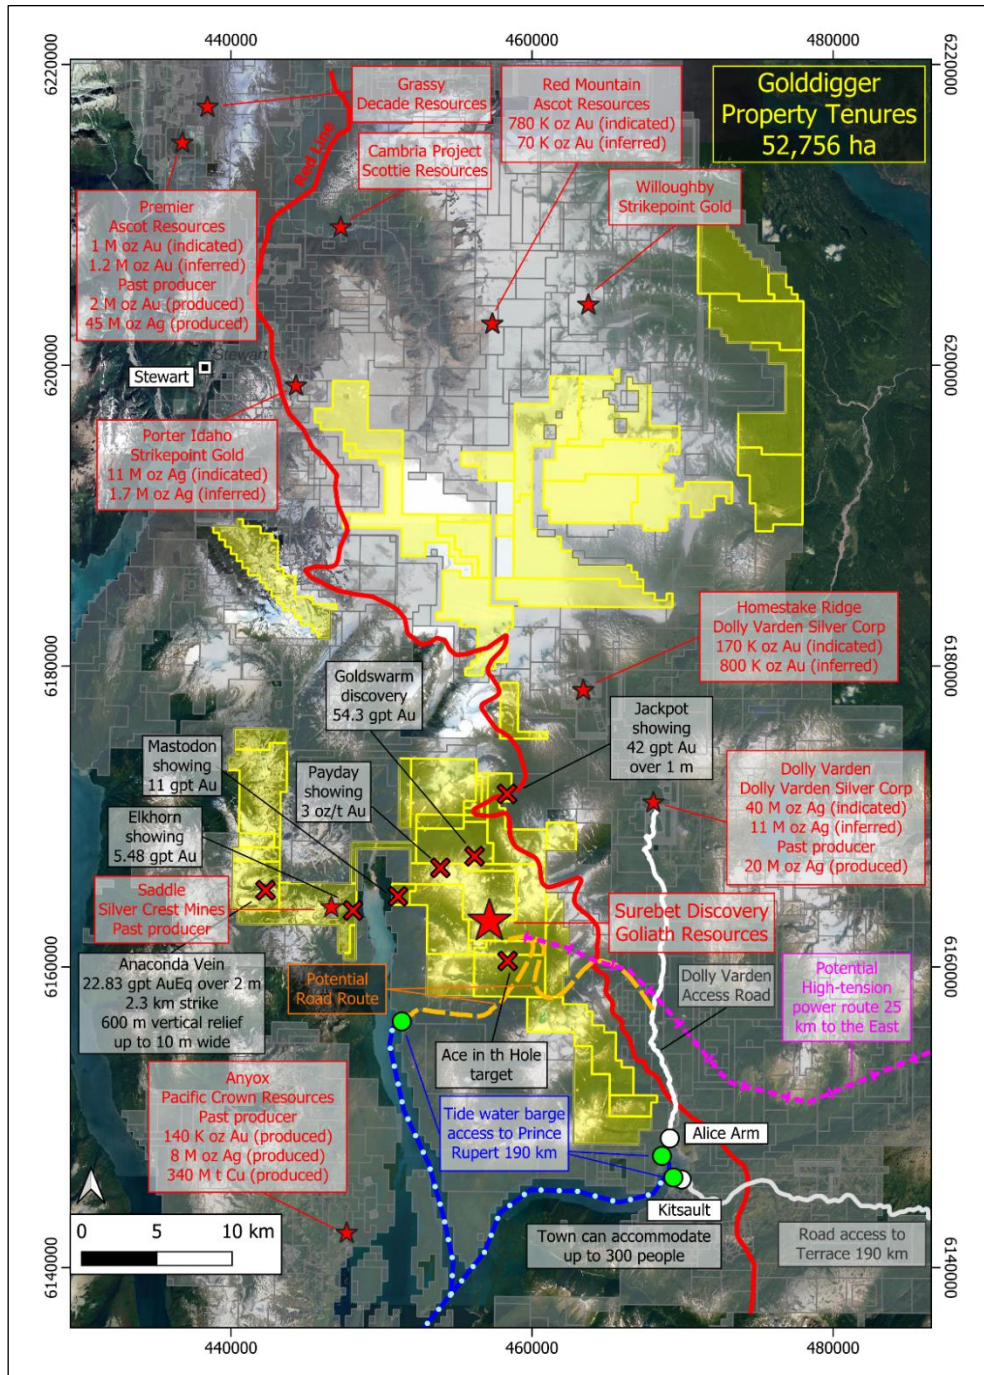 440000
460000
480000
6220000
6220000
Grassy
Decade Resources
Red Mountain
Ascot Resources
780 K oz Au (indicated)
70 K oz Au (inferred)
Golddigger
Property Tenures
52,756 ha
Red Line
Cambria Project
Scottie Resources
Willoughby
Strikepoint Gold
Premier
Ascot Resources
1 M oz Au (indicated)
1.2 M oz Au (inferred)
Past producer
2 M oz Au (produced)
45 M oz Ag (produced)
6200000
6200000
Stewart
Stewart
Porter Idaho
Strikepoint Gold
11 M oz Ag (indicated)
1.7 M oz Ag (inferred)
Homestake Ridge
Dolly Varden Silver Corp
170 K oz Au (indicated)
800 K oz Au (inferred)
6180000
6180000
Goldswarm
discovery
54.3 gpt Au
Jackpot
showing
42 gpt Au
over 1 m
Mastodon
showing
11 gpt Au
Payday
showing
3 oz/t Au
Dolly Varden
Dolly Varden Silver Corp
40 M oz Ag (indicated)
11 M oz Ag (inferred)
Past producer
20 M oz Ag (produced)
Elkhorn
showing
5.48 gpt Au
Saddle
Silver Crest Mines
Past producer
Surebet Discovery
Goliath Resources
6160000
6160000
Anaconda Vein
22.83 gpt AuEq over 2 m
2.3 km strike
600 m vertical relief
up to 10 m wide
Potential
Road Route
Dolly Varden
Access Road
Potential
High-tension
power route 25
km to the East
Ace in th Hole
target
Anyox
Pacific Crown Resources
Past producer
140 K oz Au (produced)
8 M oz Ag (produced)
340 M t Cu (produced)
Tide water barge
access to Prince
Rupert 190 km
Alice Arm
Kitsault
Town can accommodate
up to 300 people
Road access to
Terrace 190 km
0
5
10 km
6140000
6140000
440000
460000
480000